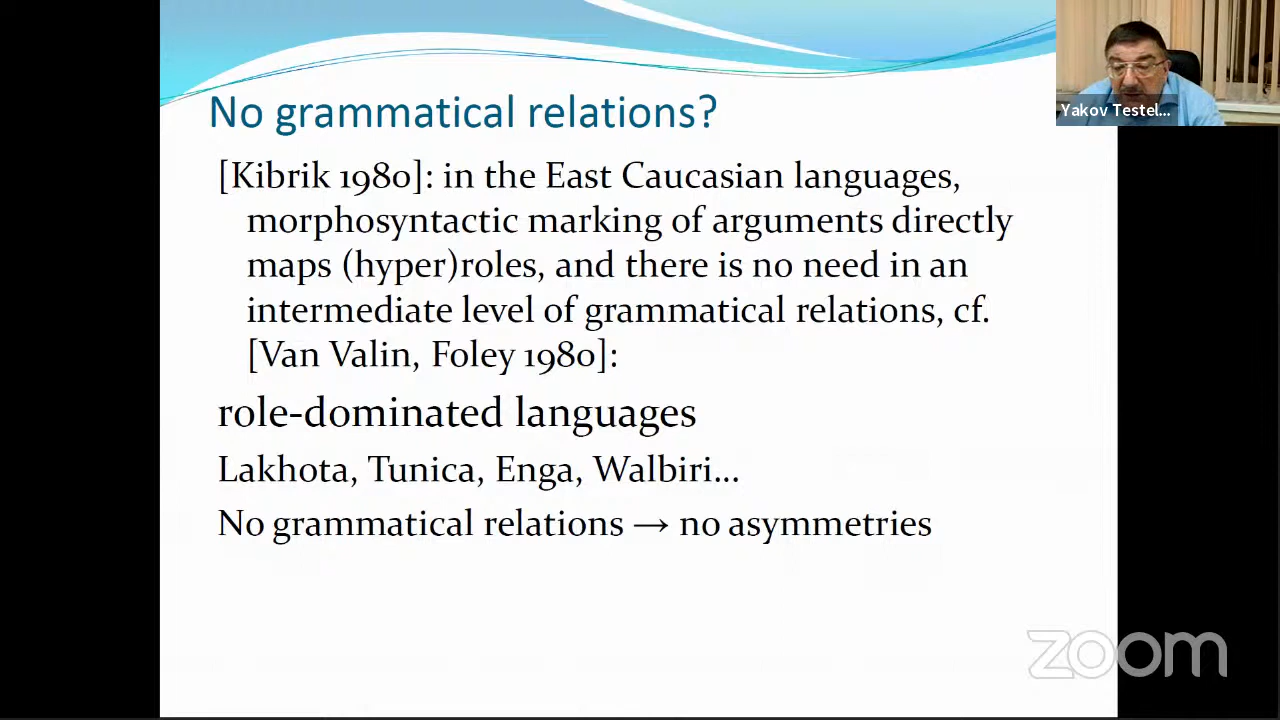 No grammatical relations?
Yakov Testel...
[Kibrik 1980]: in the East Caucasian languages,
morphosyntactic marking of arguments directly
maps (hyper)roles, and there is no need in an
intermediate level of grammatical relations, cf.
[Van Valin, Foley 1980]:
role-dominated languages
Lakhota, Tunica, Enga, Walbiri...
No grammatical relations → no asymmetries
zoom